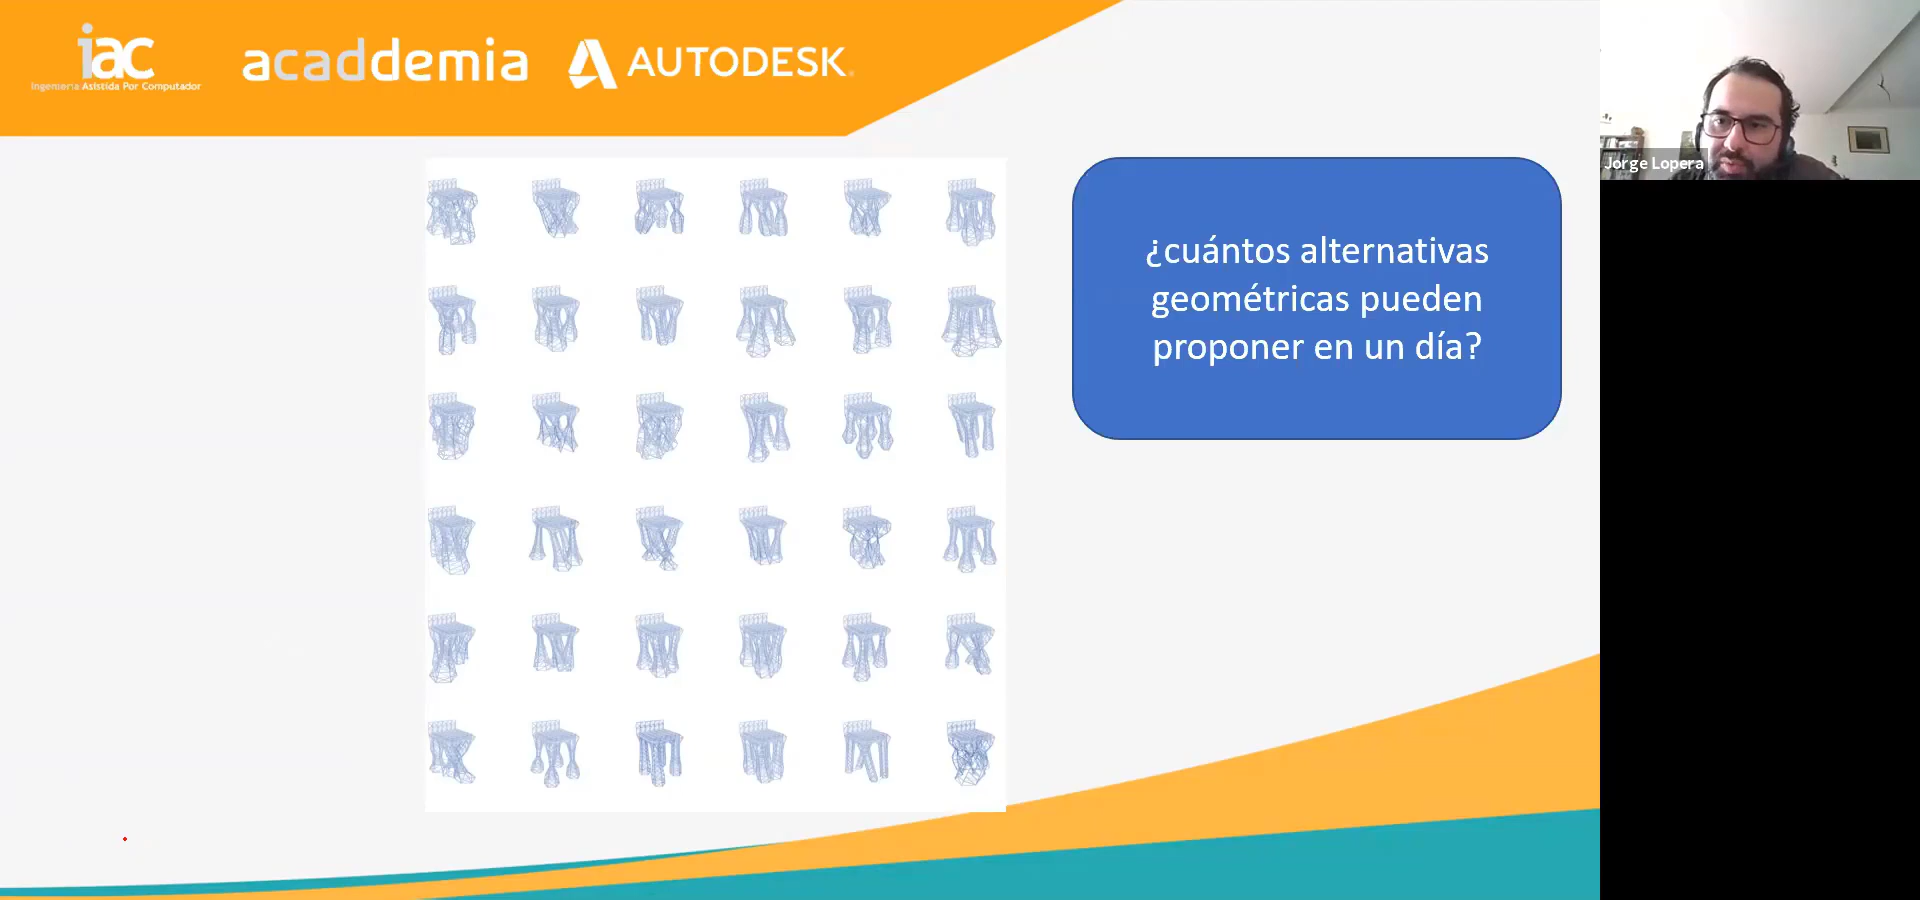 iac
Ingeniería Asistida Por Computador
acaddemia
AUTODESK
Jorge Lopera
¿cuántos alternativas
geométricas pueden
proponer en un día?